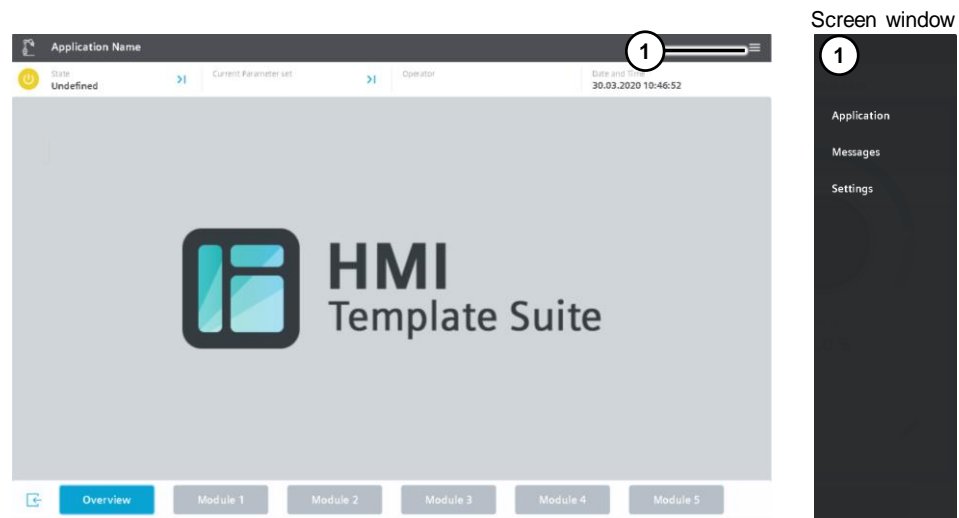 Screen window
Application Name
1
1
State
Undefined
Current Parameter set
Operator
Date and Time
30.03.2020 10:46:52
Application
Messages
Settings
HMI
Template Suite
Overview
Module 1
Module 2
Module 3
Module 4
Module 5